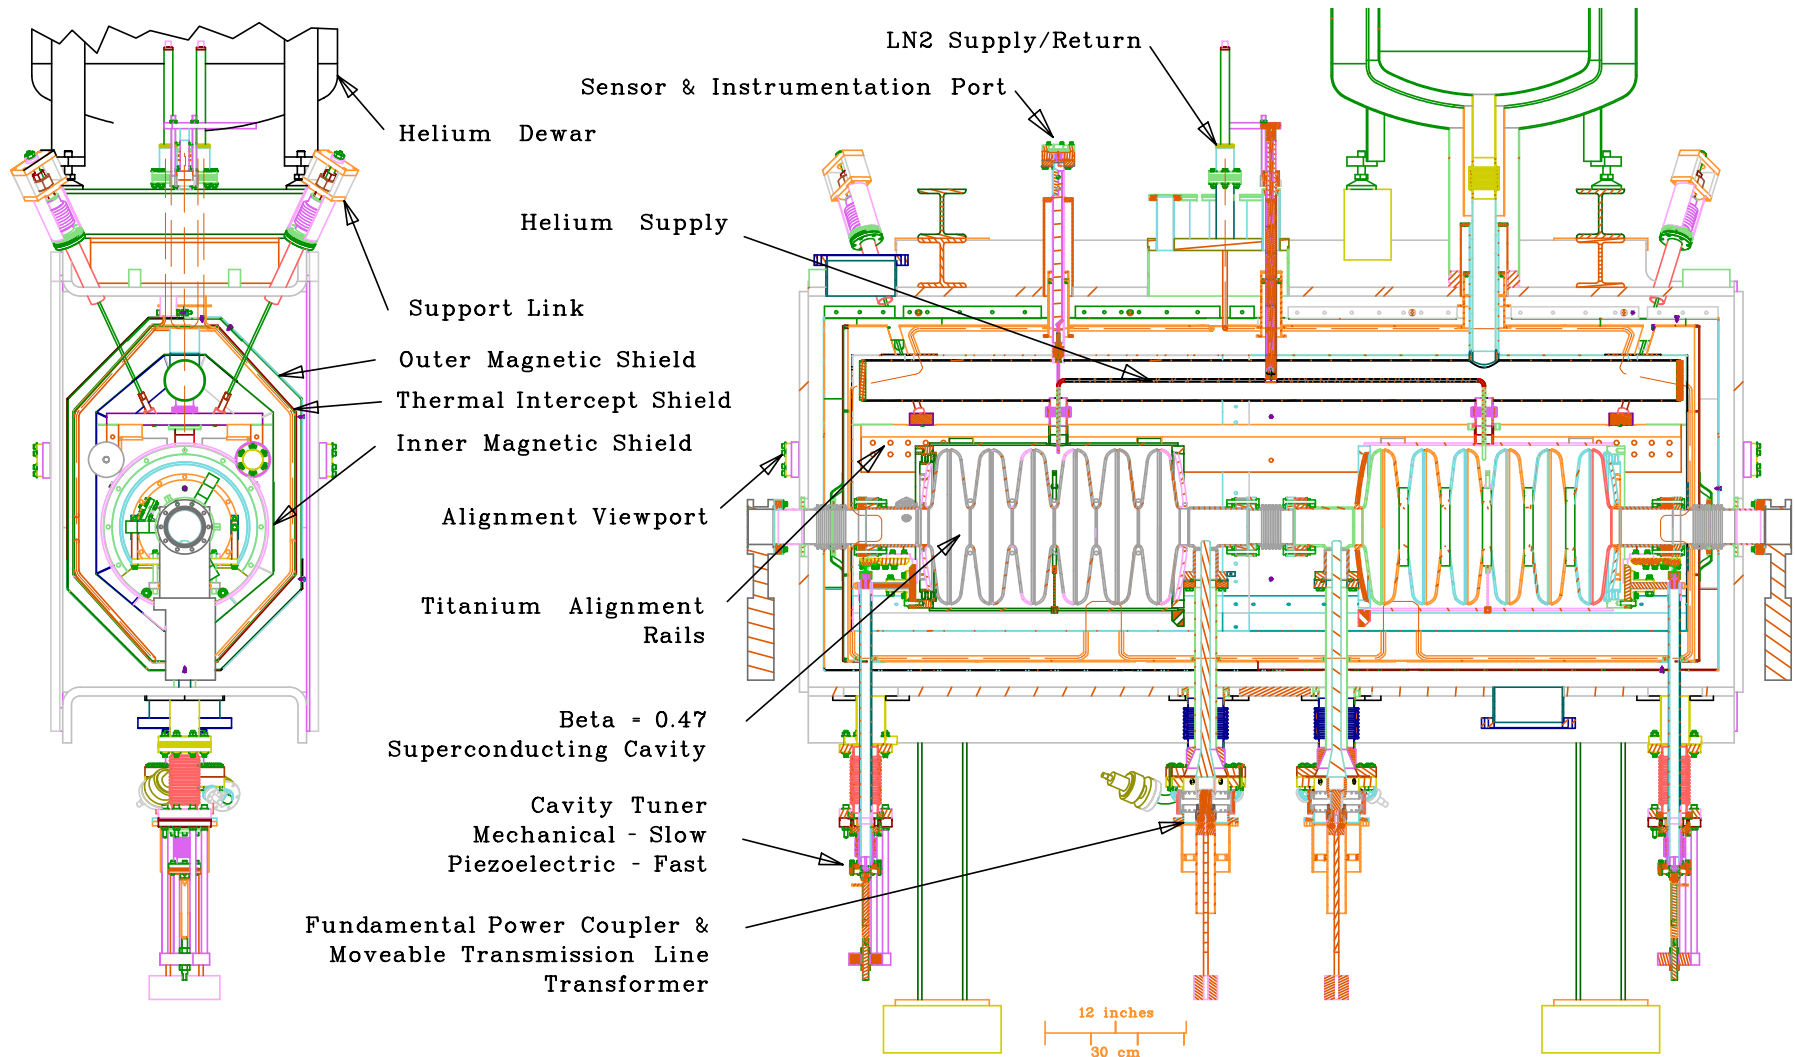 LN2 Supply/Return
Sensor & Instrumentation Port
Helium Dewar
Helium Supply
Support Link
Outer Magnetic Shield
Thermal Intercept Shield
Inner Magnetic Shield
Alignment Viewport
Titanium Alignment
Rails
Beta = 0.47
Superconducting Cavity
Cavity Tuner
Mechanical - Slow
Piezoelectric - Fast
Fundamental Power Coupler &
Moveable Transmission Line
Transformer
12 inches
30 cm